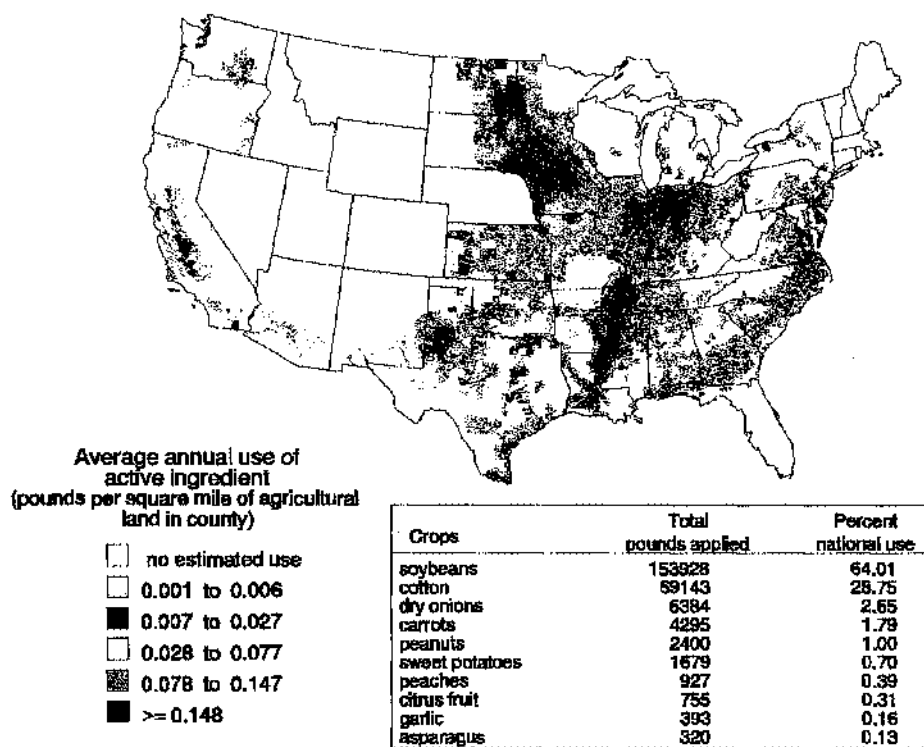 Average annual use of
active ingredient
(pounds per square mile of agricultural
land in county)
no estimated use
0.001 to 0.006
0.007 to 0.027
0.028 to 0.077
0.078 to 0.147
>= 0.148
Crops Total pounds applied Percent national use
soybeans 153928 64.01
cotton 69143 28.75
dry onions 6384 2.65
carrots 4295 1.79
peanuts 2400 1.00
sweet potatoes 1679 0.70
peaches 927 0.39
citrus fruit 755 0.31
garlic 393 0.16
asparagus 320 0.13